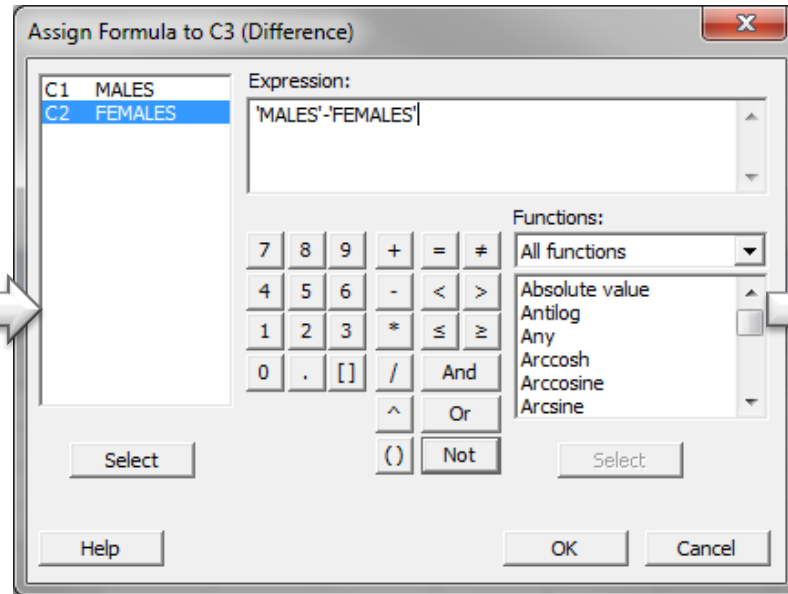 Assign Formula to C3 (Difference)
x
C1 MALES
C2 FEMALES
Expression:
'MALES'-'FEMALES'
Functions:
All functions
7 8 9 + = ≠
4 5 6 - < >
1 2 3 * ≤ ≥
0 . [] / And
^ Or
() Not
Absolute value
Antilog
Any
Arccosh
Arccosine
Arcsine
Select
Select
Help
OK
Cancel